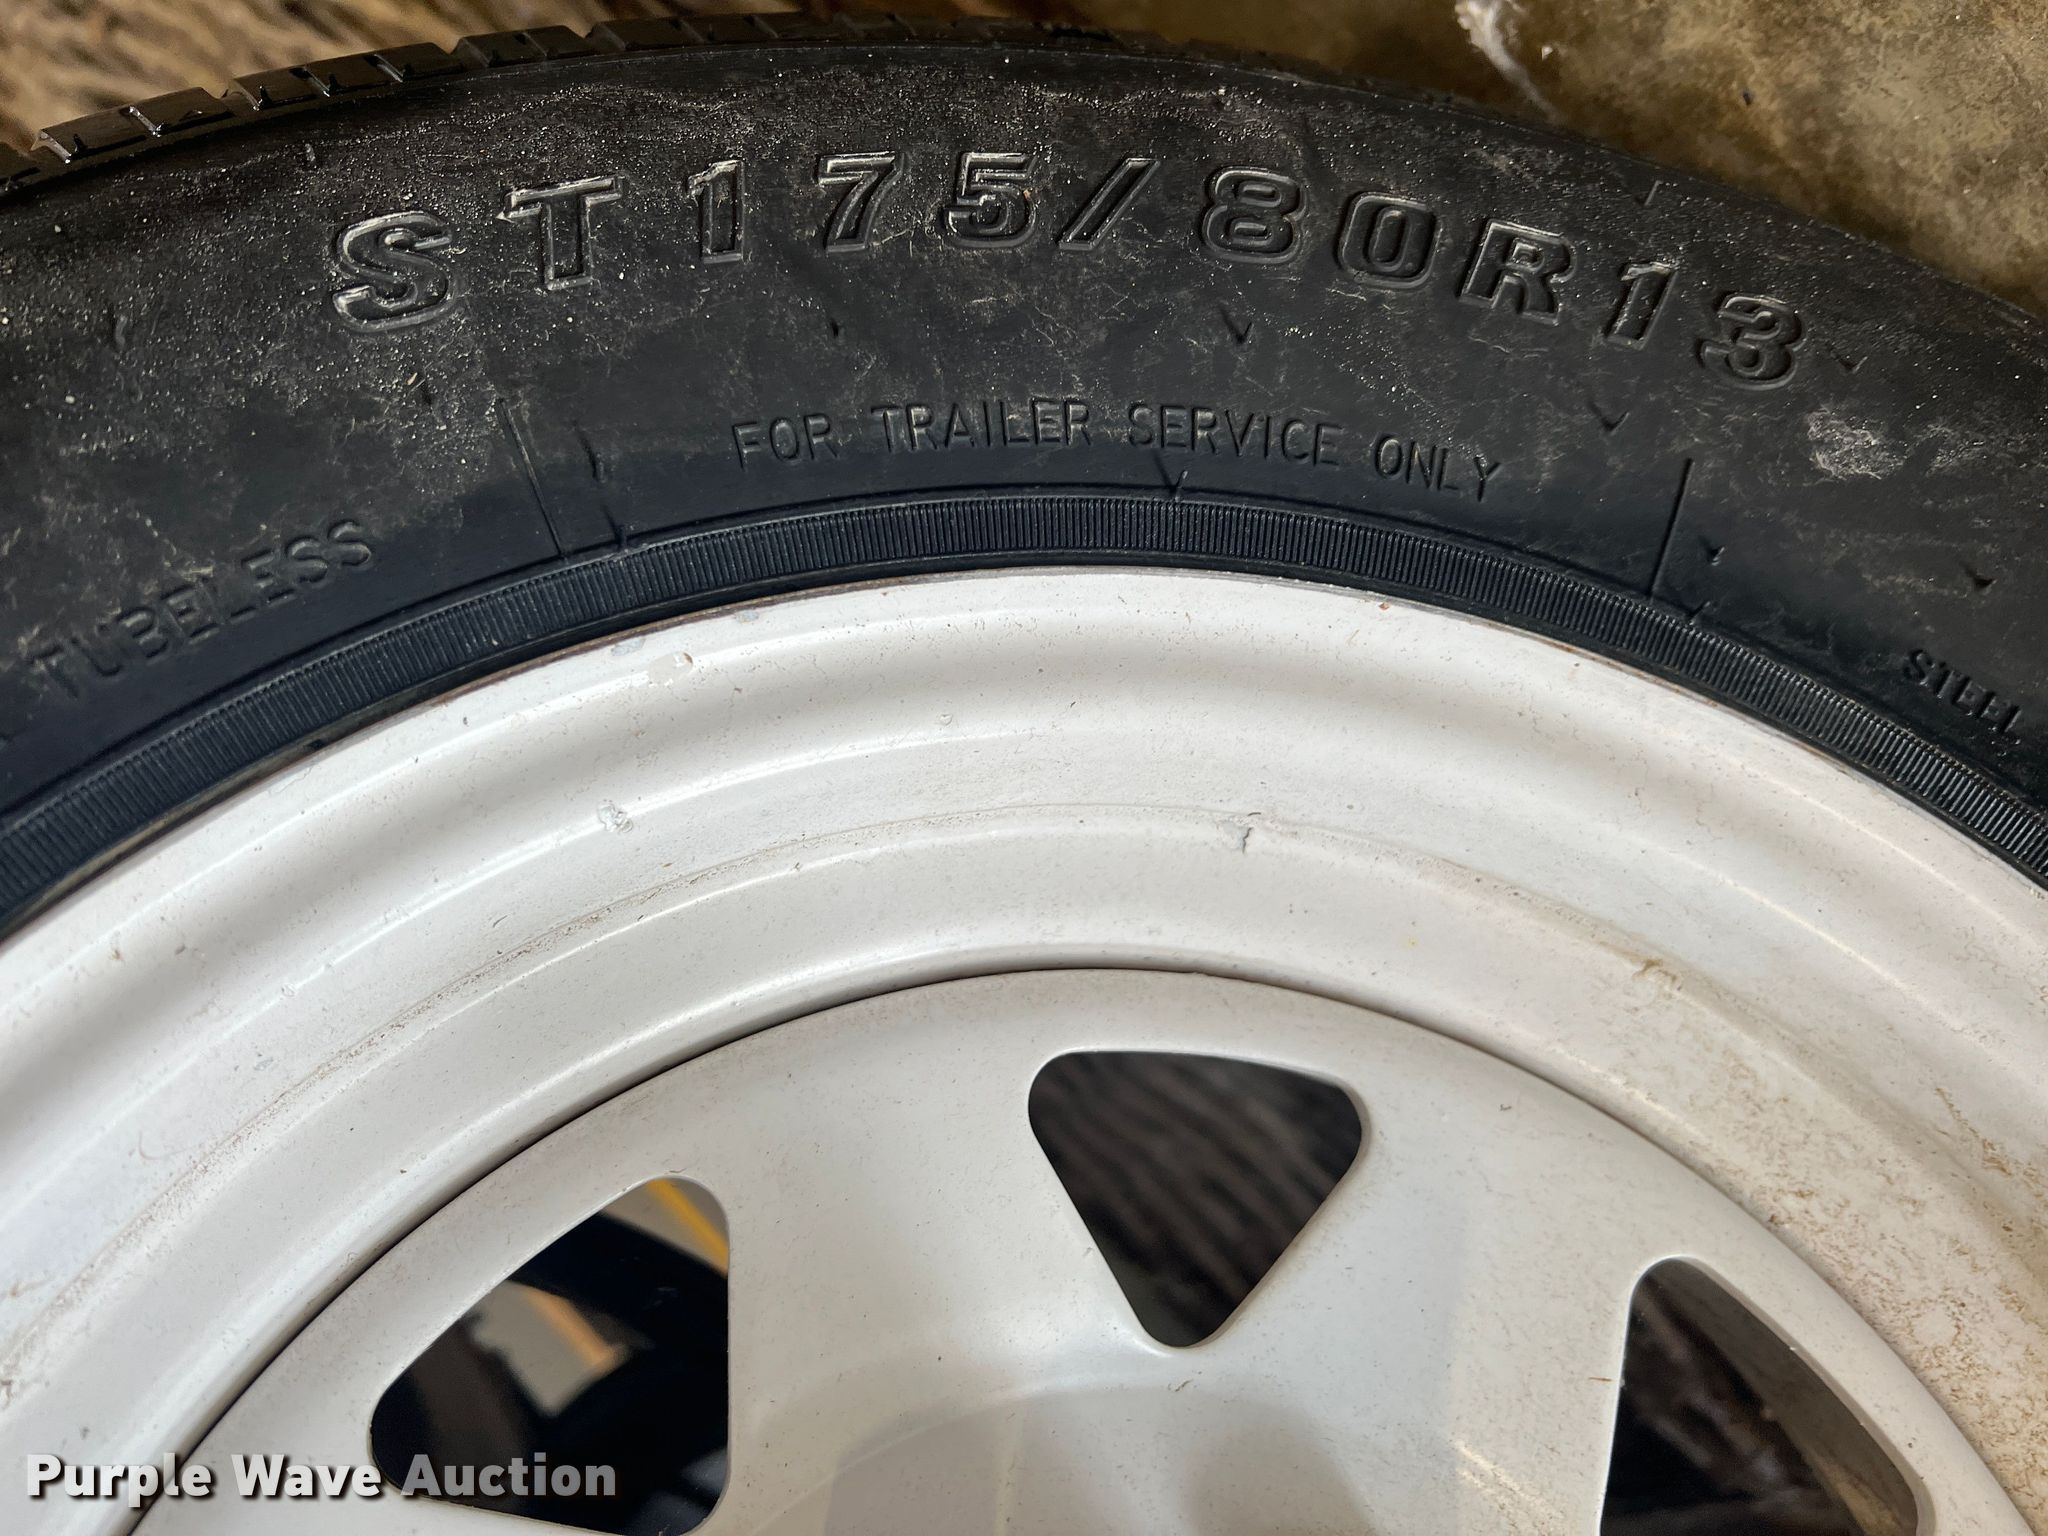 ST175/80R13
FOR TRAILER SERVICE ONLY
TUBELESS
STEEL
Purple Wave Auction